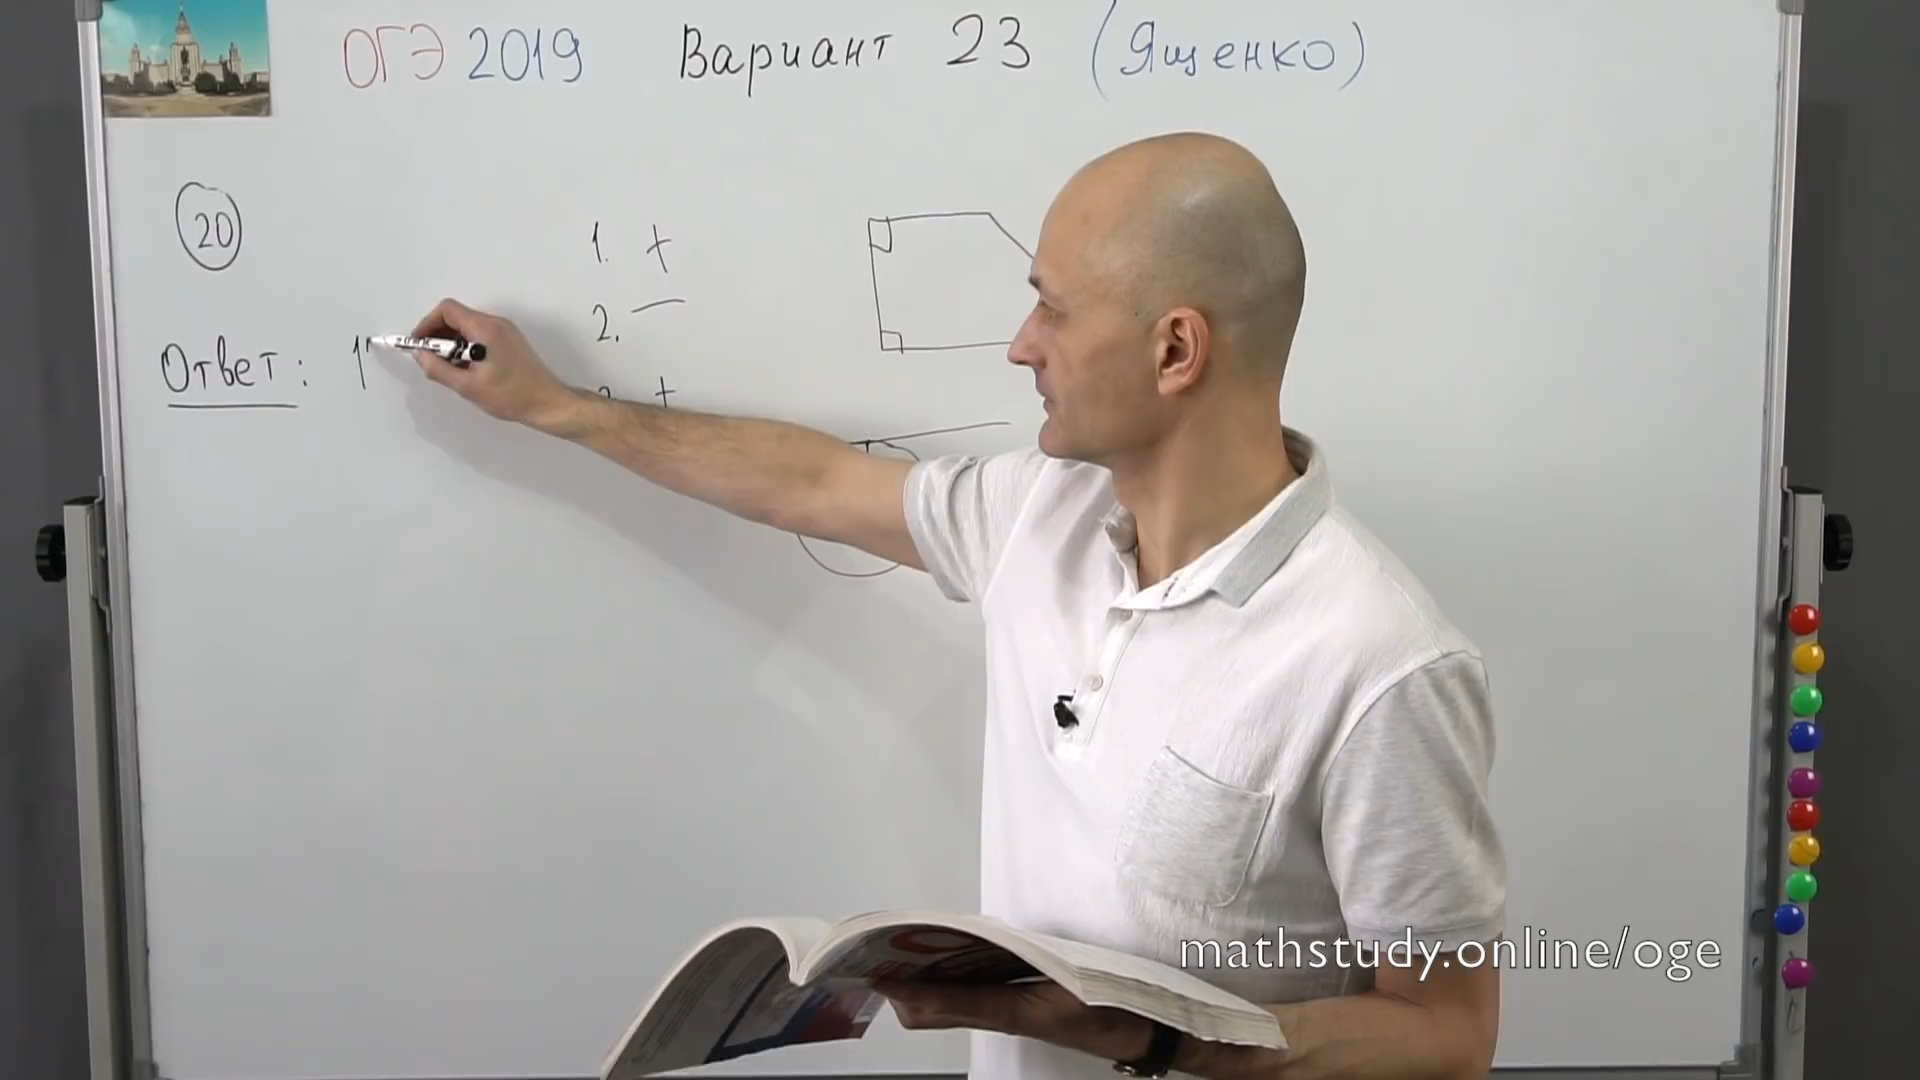 ОГЭ 2019 Вариант 23 (Ященко)
20
1. +
2. —
+
Ответ: 1
mathstudy.online/oge